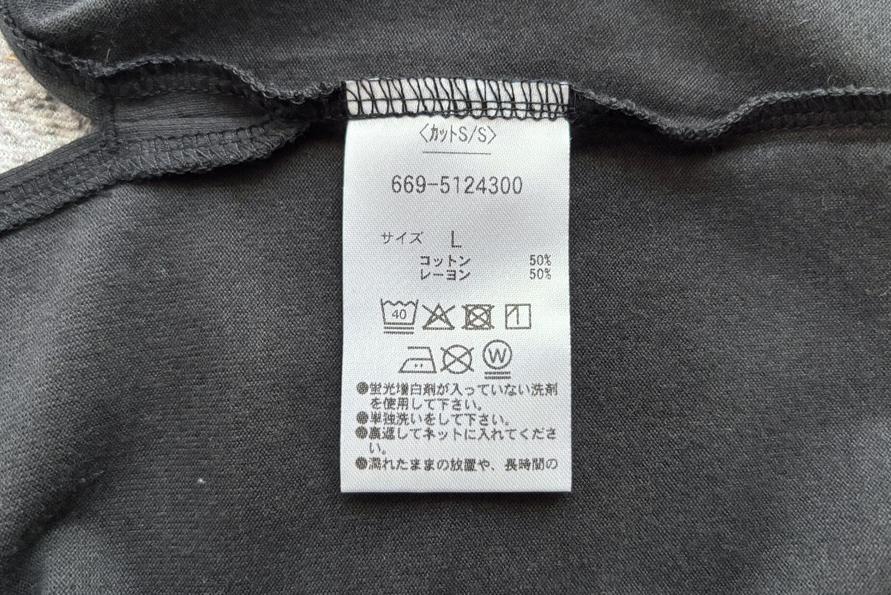 〈カットS/S〉
669-5124300
サイズ L
コットン 50%
レーヨン 50%
40
W
●蛍光増白剤が入っていない洗剤
を使用して下さい。
●単独洗いをして下さい。
●裏返してネットに入れてくださ
い。
●濡れたままの放置や、長時間の